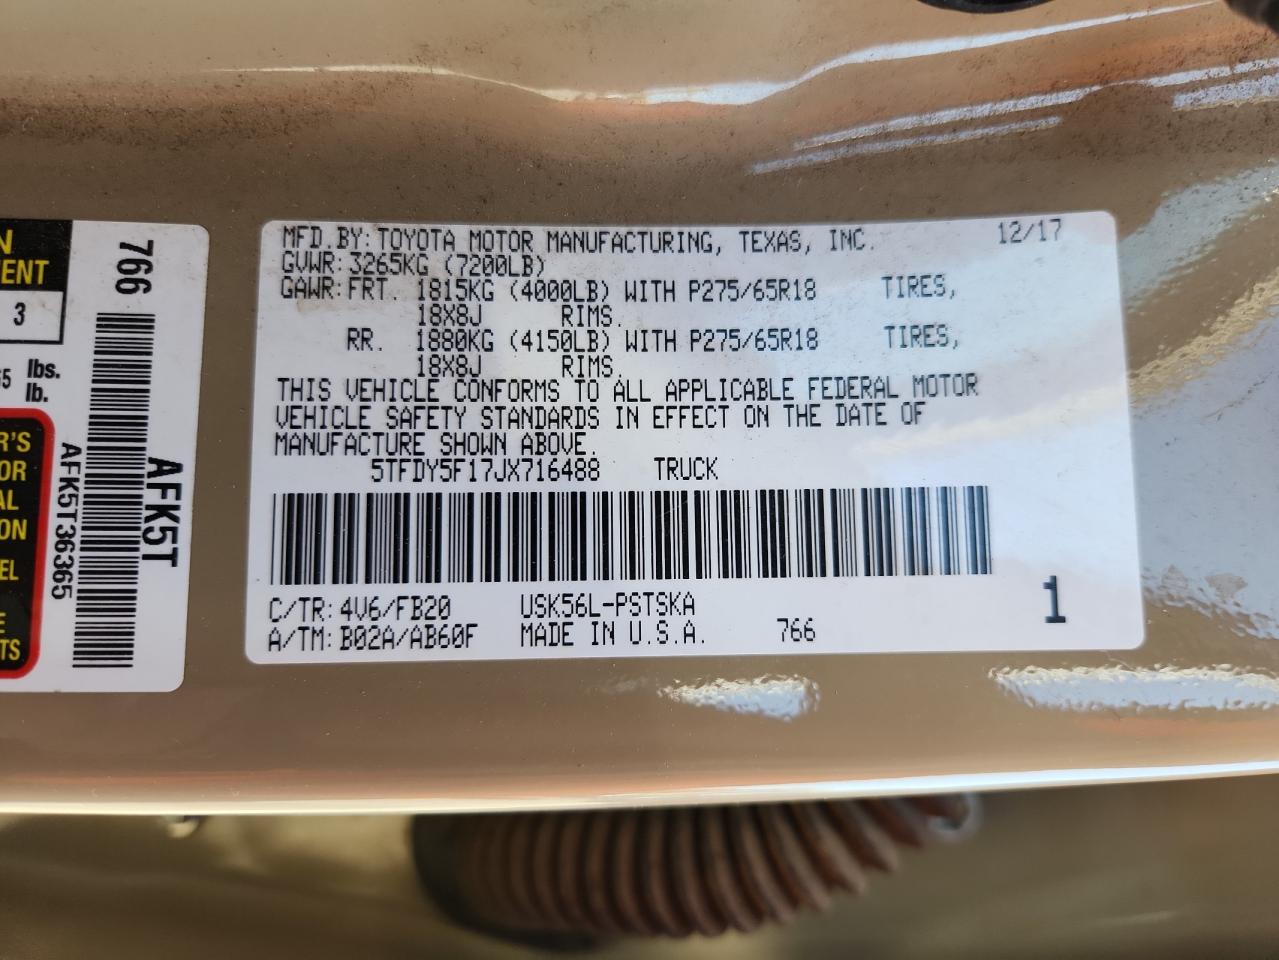 MFD.BY: TOYOTA MOTOR MANUFACTURING, TEXAS, INC. 12/17
GVWR: 3265KG (7200LB)
GAWR: FRT. 1815KG (4000LB) WITH P275/65R18 TIRES,
18X8J RIMS.
RR. 1880KG (4150LB) WITH P275/65R18 TIRES,
18X8J RIMS.
THIS VEHICLE CONFORMS TO ALL APPLICABLE FEDERAL MOTOR
VEHICLE SAFETY STANDARDS IN EFFECT ON THE DATE OF
MANUFACTURE SHOWN ABOVE.
5TFDY5F17JX716488 TRUCK
C/TR: 4V6/FB20 USK56L-PSTSKA
A/TM: B02A/AB60F MADE IN U.S.A. 766
1
766
AFK5T
AFK5T36365
3
lbs.
lb.